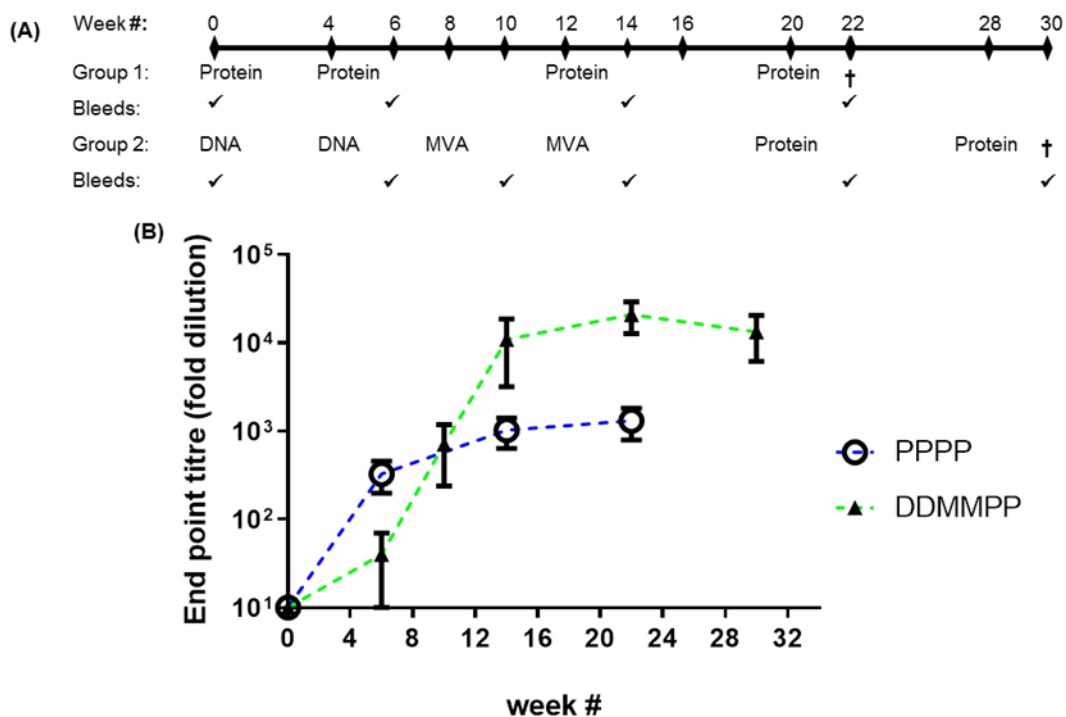 (A) Week #: 0 4 6 8 10 12 14 16 20 22 28 30
Group 1: Protein Protein Protein Protein †
Bleeds: ✓ ✓ ✓ ✓
Group 2: DNA DNA MVA MVA Protein Protein †
Bleeds: ✓ ✓ ✓ ✓ ✓ ✓
(B)
End point titre (fold dilution)
10⁵
10⁴
10³
10²
10¹
0 4 8 12 16 20 24 28 32
week #
PPPP
DDMMPP